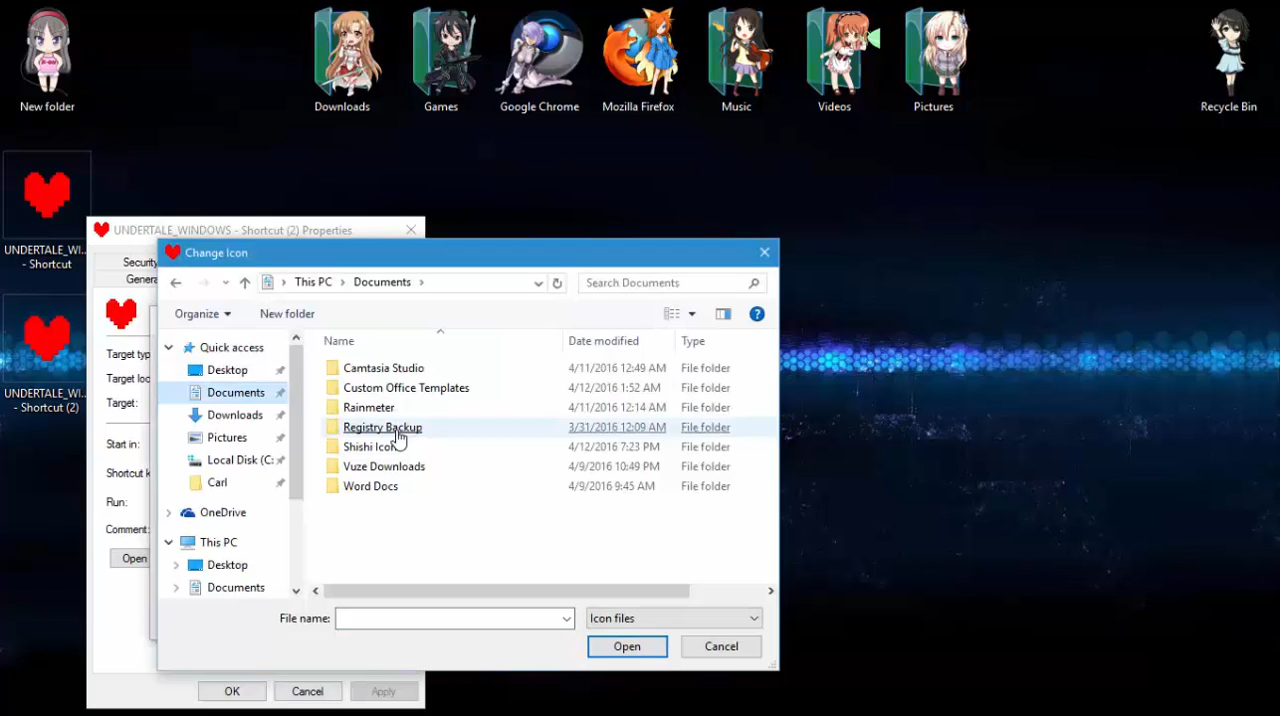 New folder
Downloads
Games
Google Chrome
Mozilla Firefox
Music
Videos
Pictures
Recycle Bin
UNDERTALE_WI...
- Shortcut
UNDERTALE_WI...
- Shortcut (2)
UNDERTALE_WINDOWS - Shortcut (2) Properties
Security
Genera
Target typ
Target loc
Target:
Start in:
Shortcut k
Run:
Comment:
Open
OK
Cancel
Apply
Change Icon
This PC
Documents
Search Documents
Organize
New folder
Quick access
Desktop
Documents
Downloads
Pictures
Local Disk (C:
Carl
OneDrive
This PC
Desktop
Documents
Name Date modified Type
Camtasia Studio 4/11/2016 12:49 AM File folder
Custom Office Templates 4/12/2016 1:52 AM File folder
Rainmeter 4/11/2016 12:14 AM File folder
Registry Backup 3/31/2016 12:09 AM File folder
Shishi Icon 4/12/2016 7:23 PM File folder
Vuze Downloads 4/9/2016 10:49 PM File folder
Word Docs 4/9/2016 9:45 AM File folder
File name:
Icon files
Open
Cancel